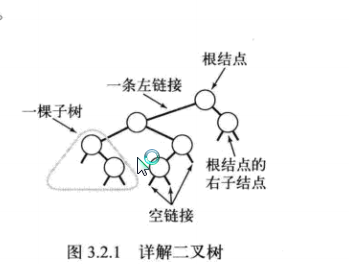 根结点
一条左链接
一棵子树
根结点的
右子结点
空链接
图 3.2.1 详解二叉树